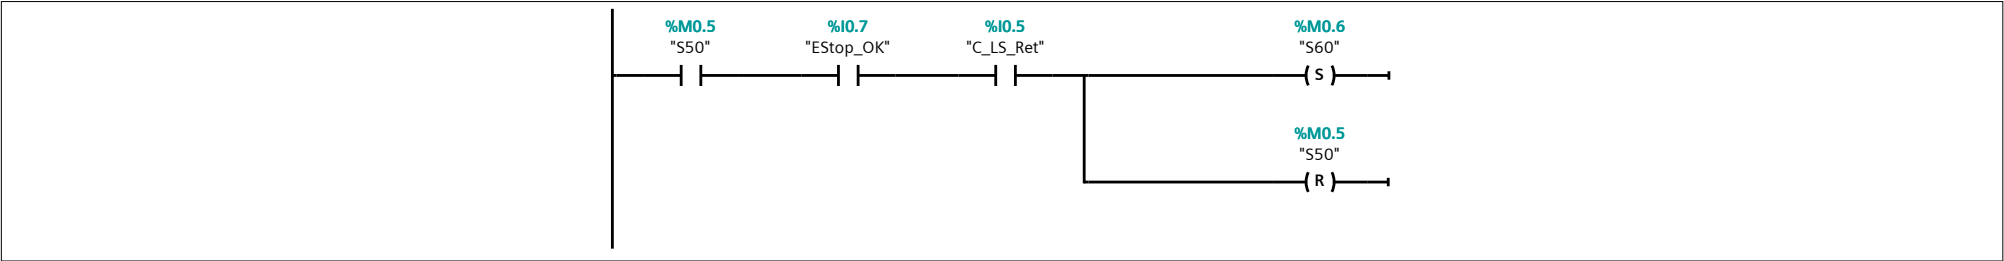 %M0.5 %I0.7 %I0.5 %M0.6
"S50" "EStop_OK" "C_LS_Ret" "S60"
S
%M0.5
"S50"
R